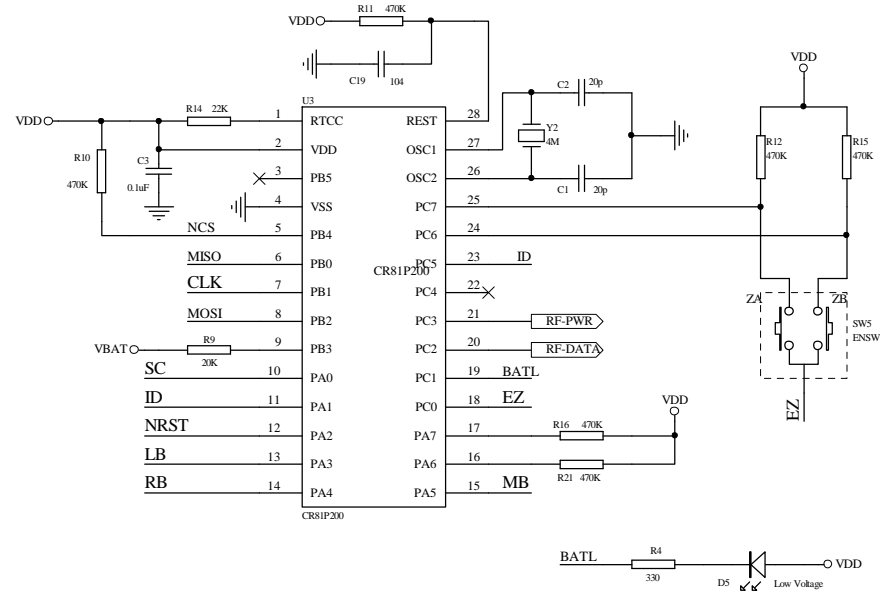 R11 470K
VDD
C19 104
C2 20p
VDD
U3
R14 22K
VDD
1 RTCC REST 28
Y2
4M
R12
470K
R15
470K
2 VDD OSC1 27
R10
470K
C3
0.1uF
3 PB5 OSC2 26
C1 20p
4 VSS PC7 25
NCS 5 PB4 PC6 24
MISO 6 PB0 PC5 23 ID
CR81P200
CLK 7 PB1 PC4 22
ZA ZB
MOSI 8 PB2 PC3 21 RF-PWR
SW5
ENSW
VBAT R9
20K
9 PB3 PC2 20 RF-DATA
SC 10 PA0 PC1 19 BATL
ID 11 PA1 PC0 18 EZ
VDD
EZ
NRST 12 PA2 PA7 17 R16 470K
LB 13 PA3 PA6 16 R21 470K
RB 14 PA4 PA5 15 MB
CR81P200
BATL R4
330
VDD
D5 Low Voltage